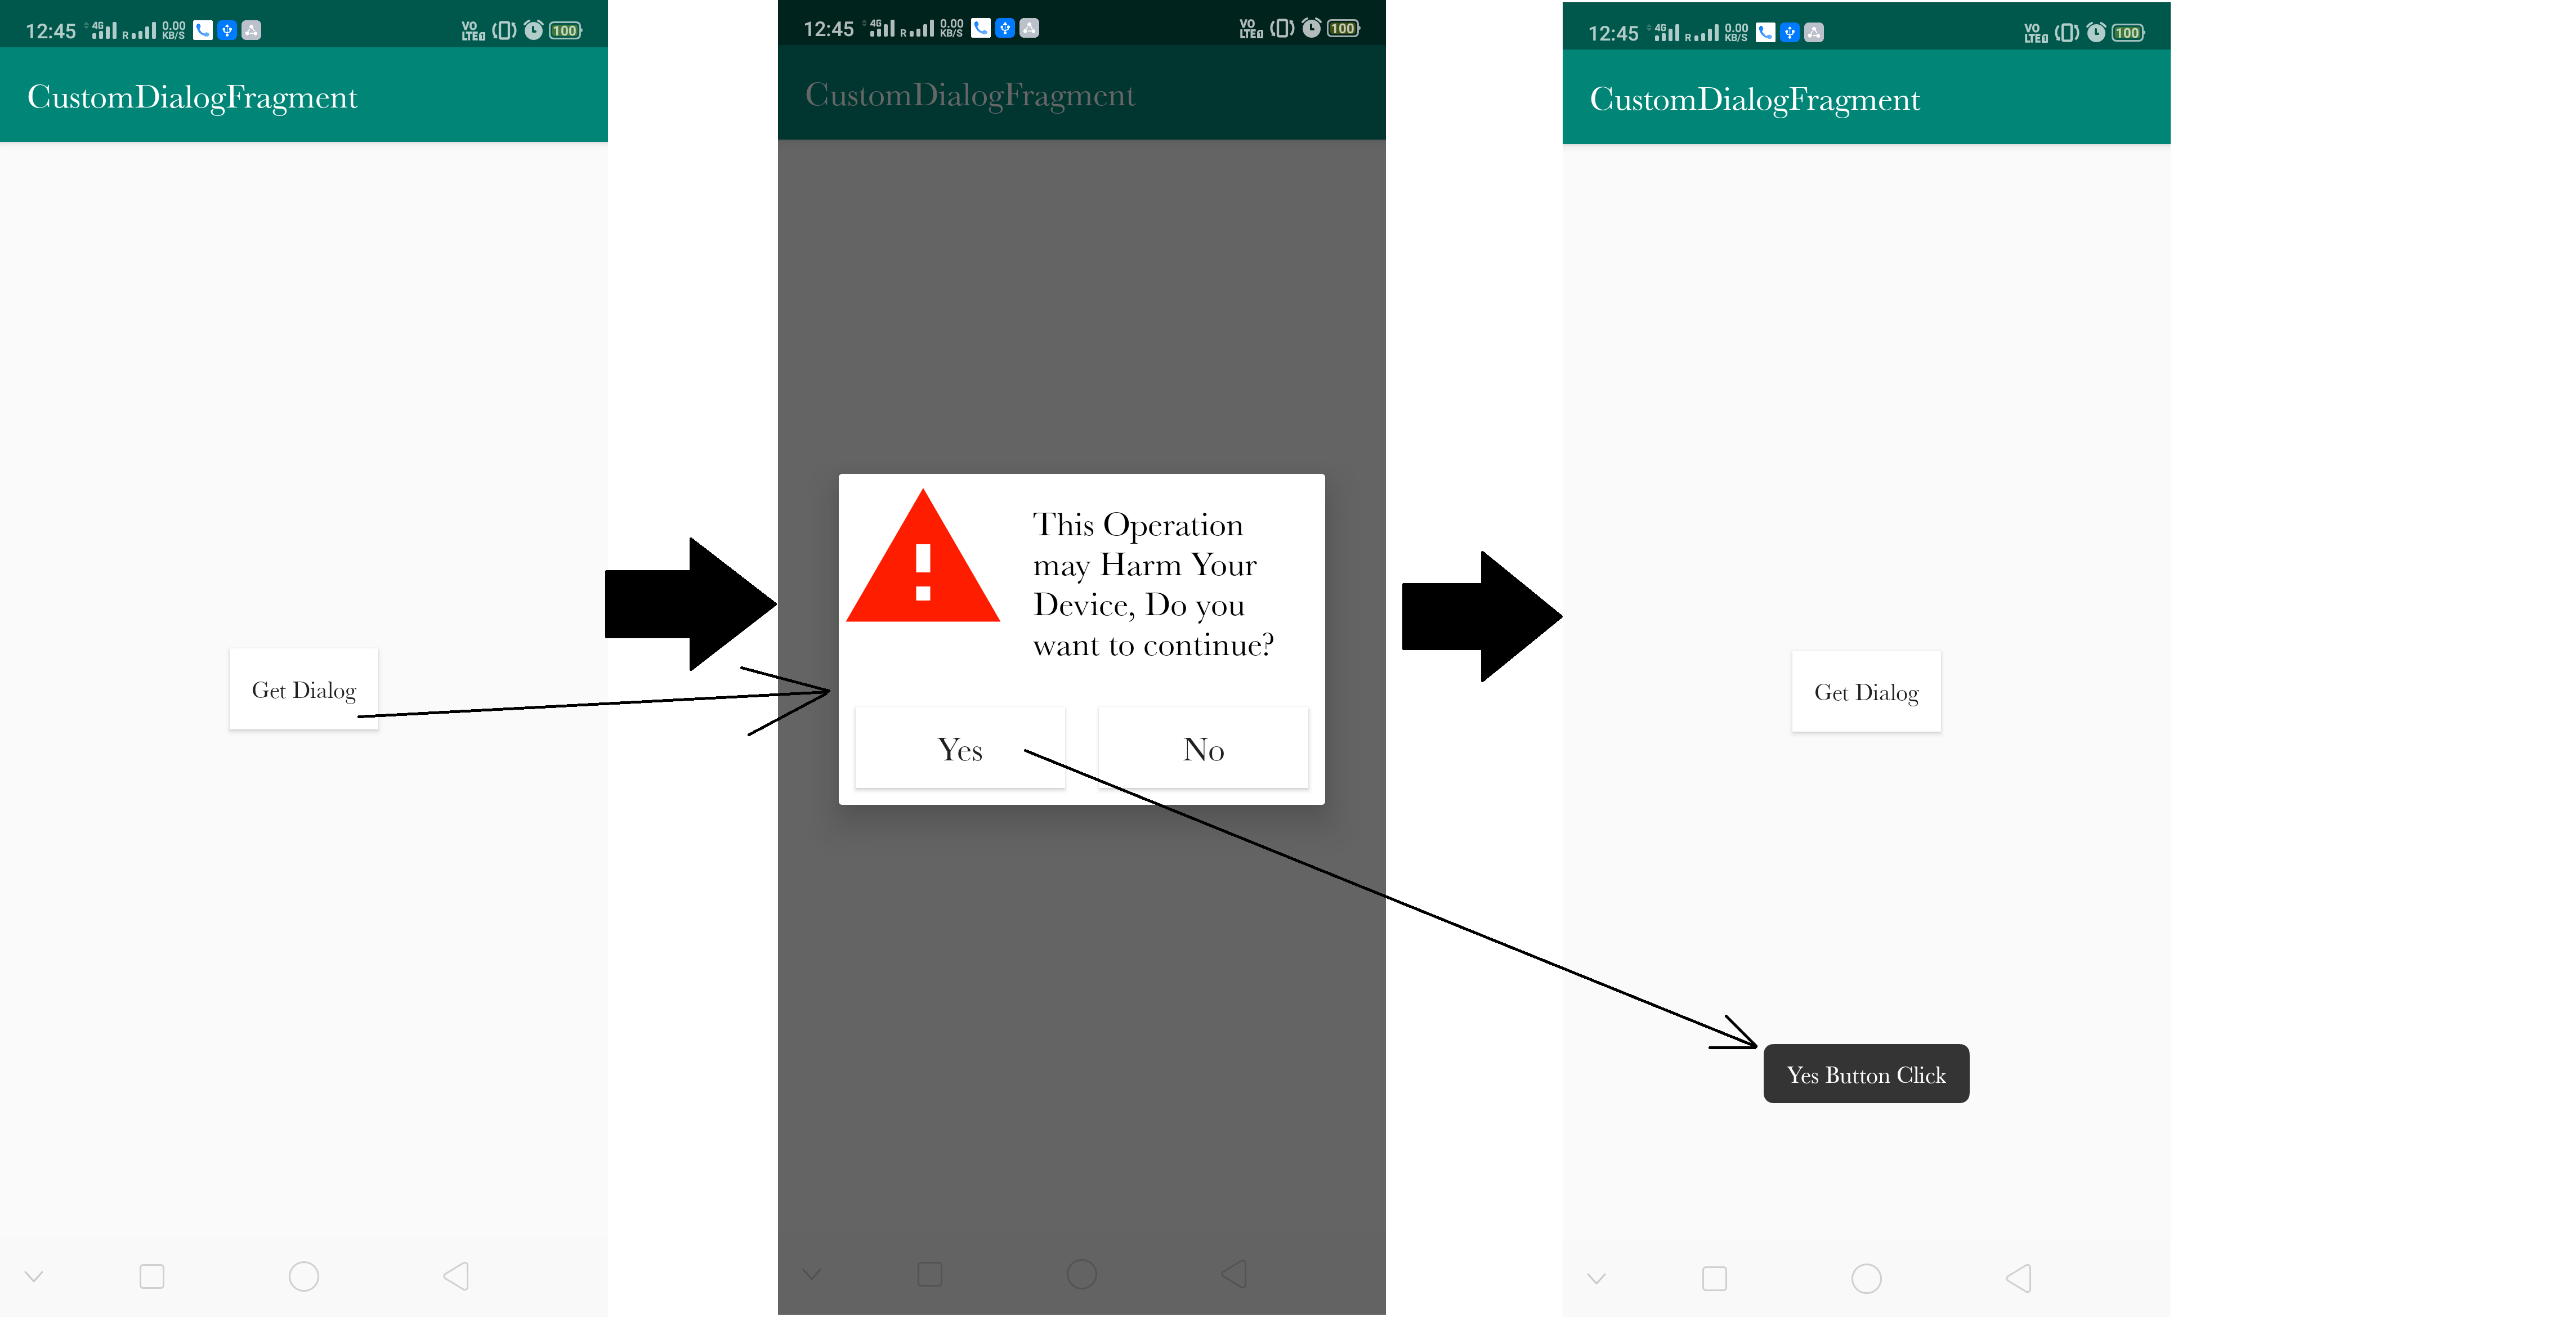 12:45 4G R 0.00 KB/S VO LTE 100
CustomDialogFragment
Get Dialog
12:45 4G R 0.00 KB/S VO LTE 100
CustomDialogFragment
This Operation
may Harm Your
Device, Do you
want to continue?
Yes No
12:45 4G R 0.00 KB/S VO LTE 100
CustomDialogFragment
Get Dialog
Yes Button Click